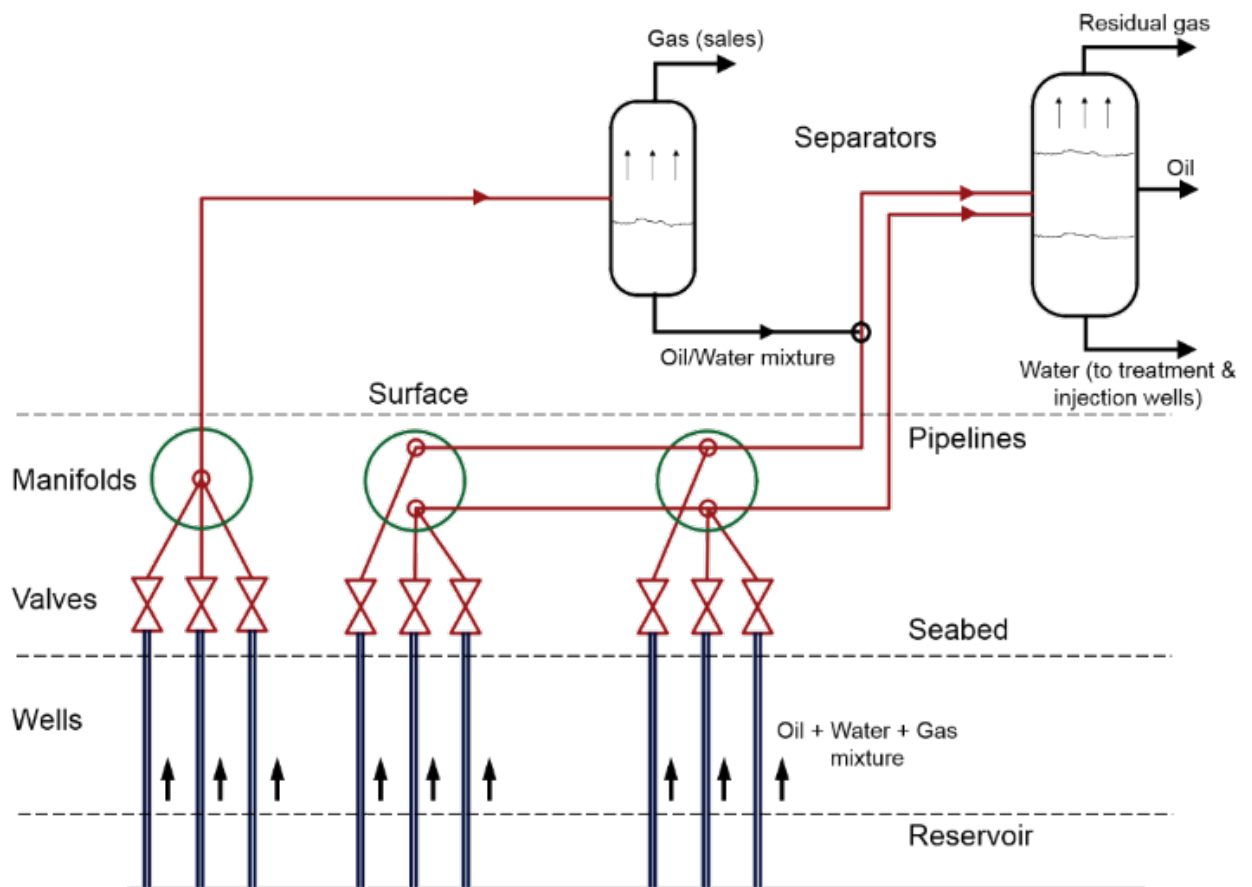 Residual gas
Gas (sales)
Separators
Oil
Oil/Water mixture
Water (to treatment &
injection wells)
Surface
Pipelines
Manifolds
Valves
Seabed
Wells
Oil + Water + Gas
mixture
Reservoir